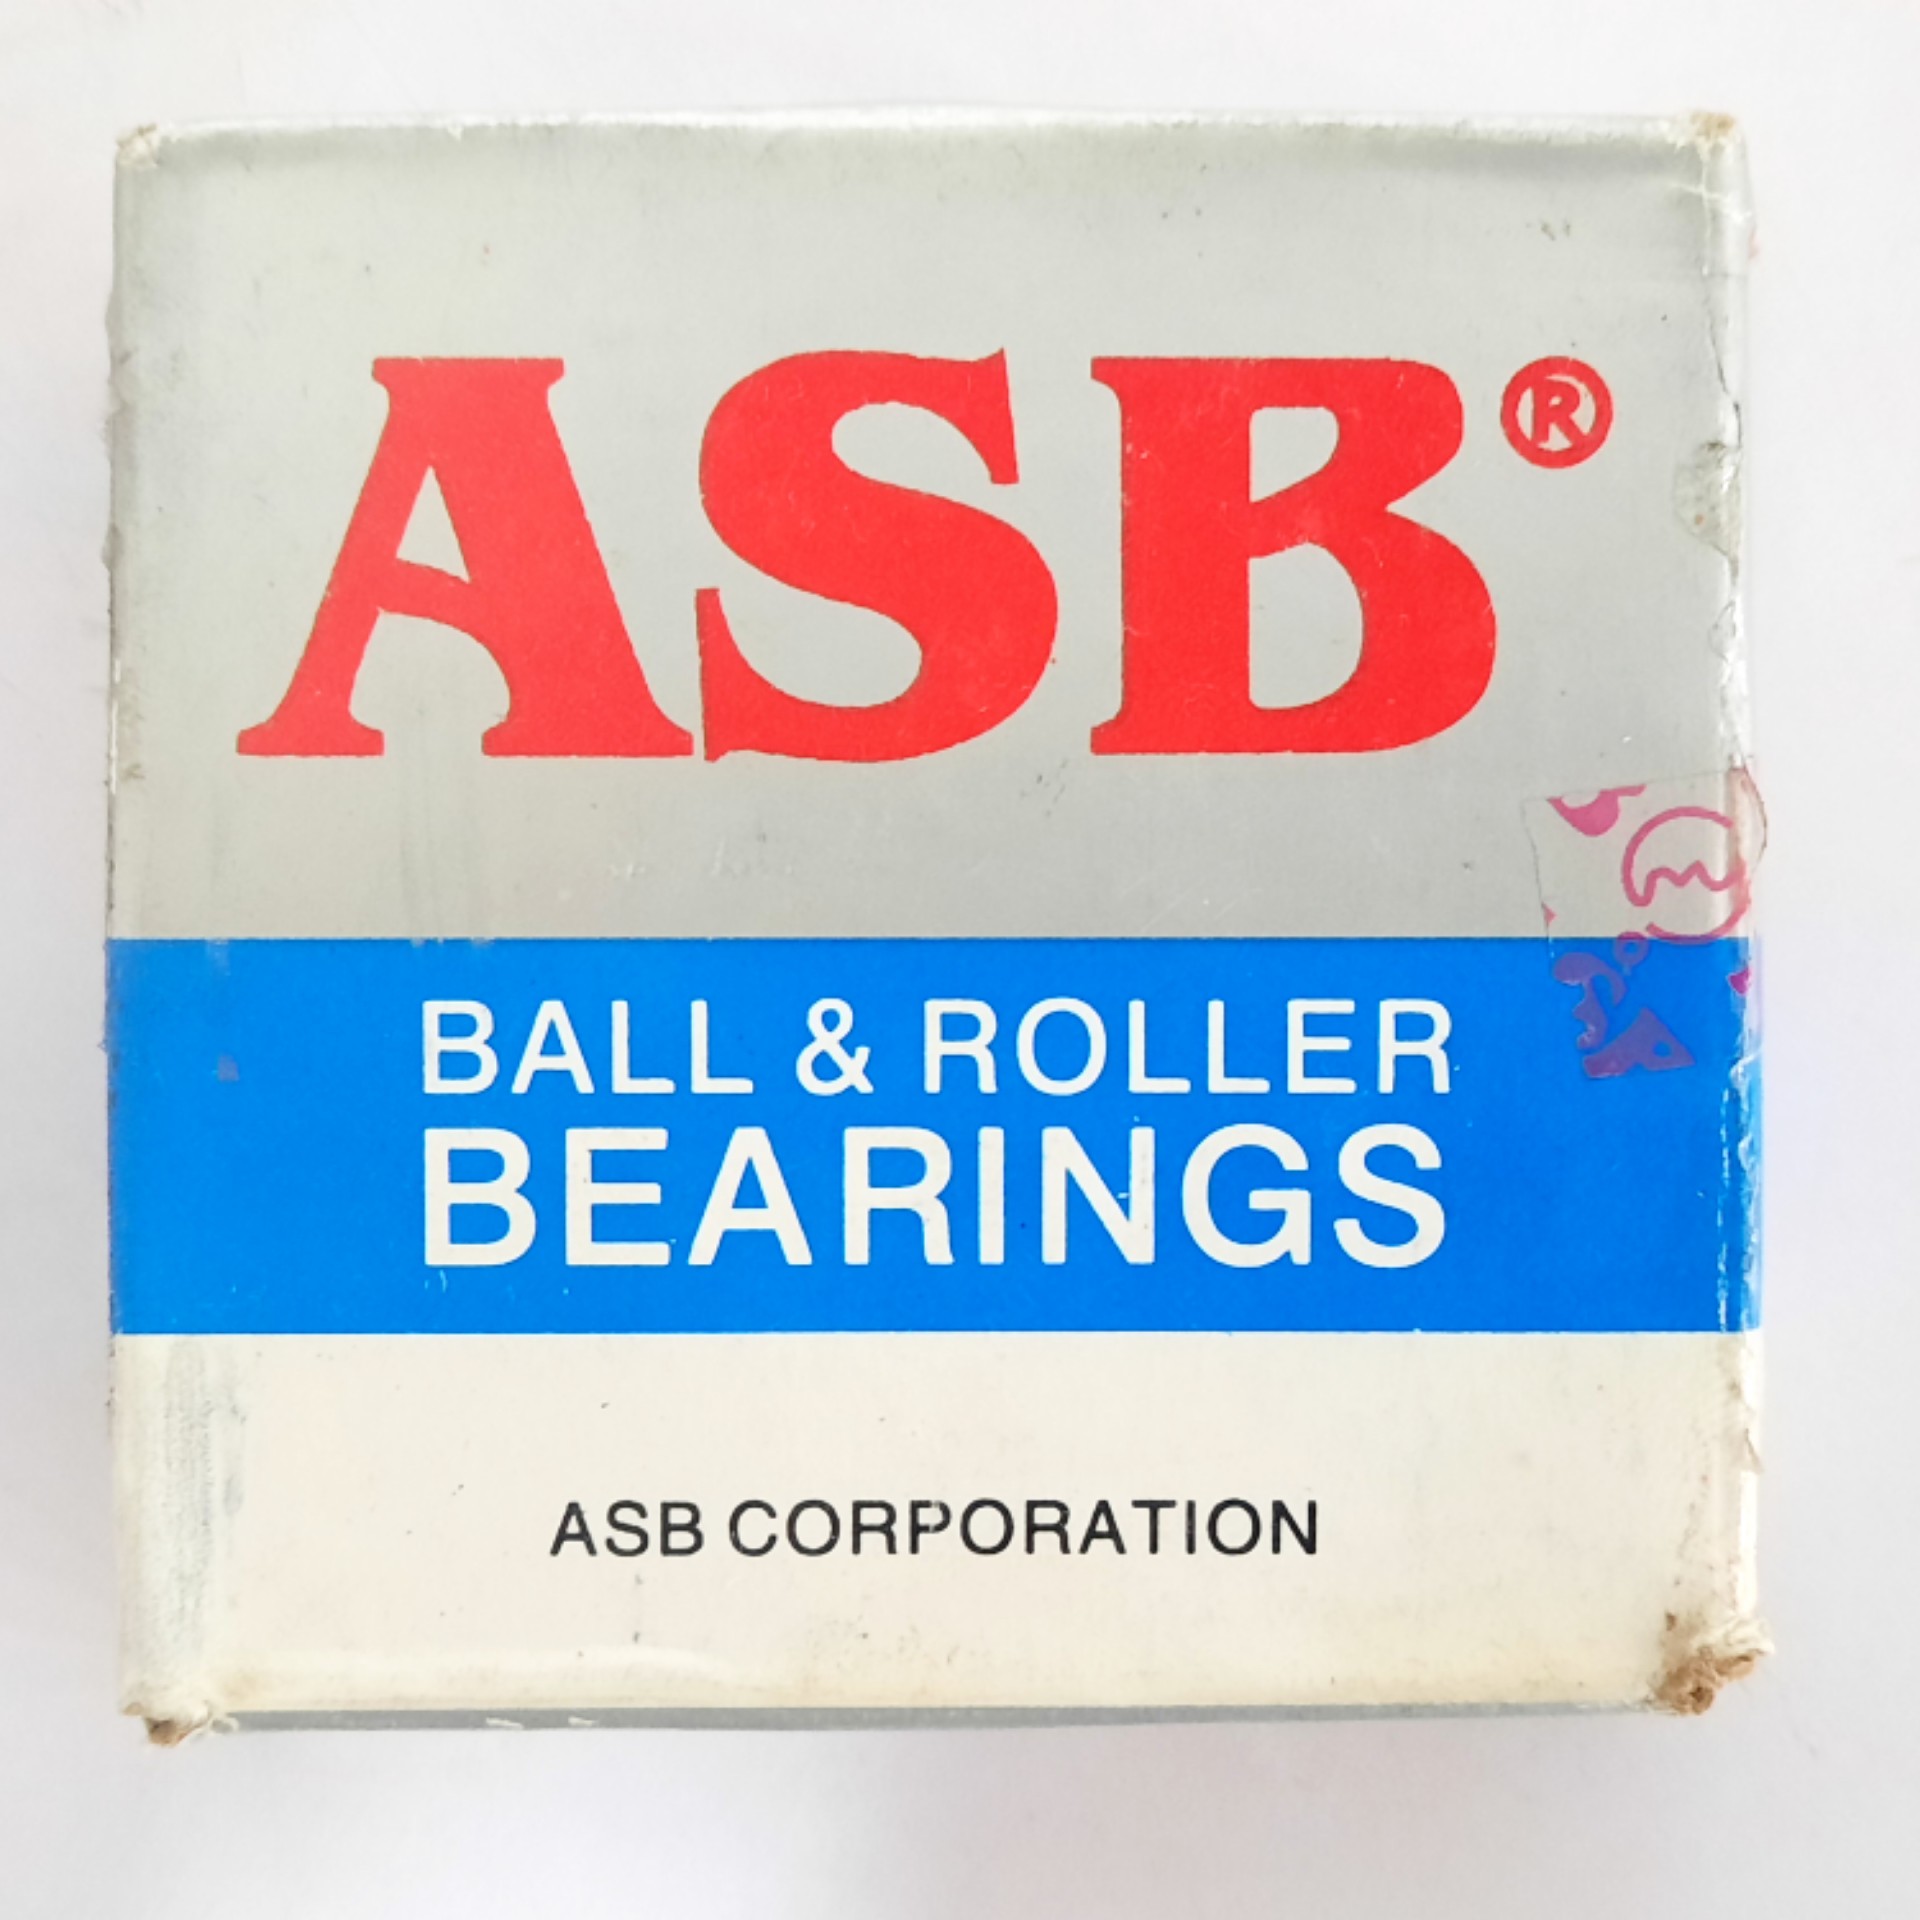 ASB®
BALL & ROLLER
BEARINGS
ASB CORPORATION